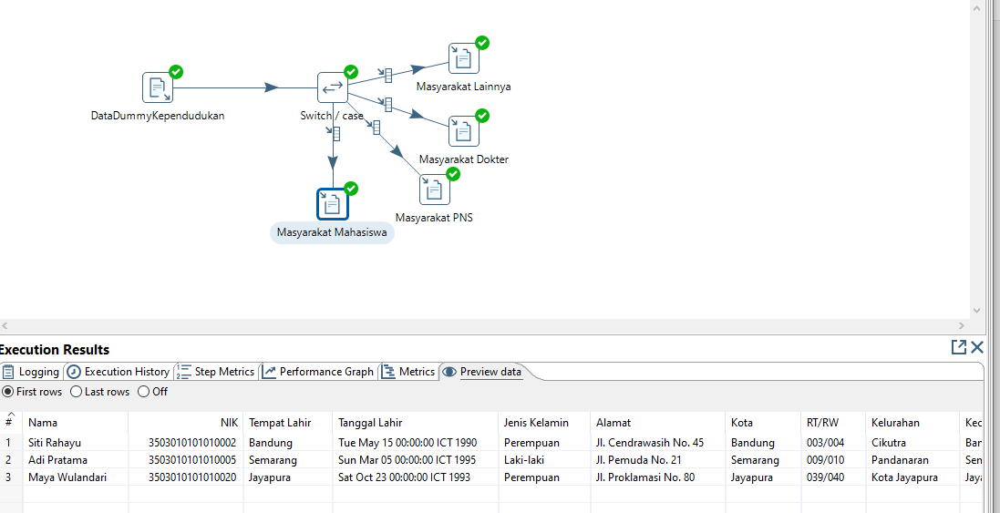 Masyarakat Lainnya
DataDummyKependudukan
Switch / case
Masyarakat Dokter
Masyarakat PNS
Masyarakat Mahasiswa
Execution Results
Logging Execution History Step Metrics Performance Graph Metrics Preview data
First rows Last rows Off
# Nama NIK Tempat Lahir Tanggal Lahir Jenis Kelamin Alamat Kota RT/RW Kelurahan Kec
1 Siti Rahayu 3503010101010002 Bandung Tue May 15 00:00:00 ICT 1990 Perempuan Jl. Cendrawasih No. 45 Bandung 003/004 Cikutra Ban
2 Adi Pratama 3503010101010005 Semarang Sun Mar 05 00:00:00 ICT 1995 Laki-laki Jl. Pemuda No. 21 Semarang 009/010 Pandanaran Sem
3 Maya Wulandari 3503010101010020 Jayapura Sat Oct 23 00:00:00 ICT 1993 Perempuan Jl. Proklamasi No. 80 Jayapura 039/040 Kota Jayapura Jaya